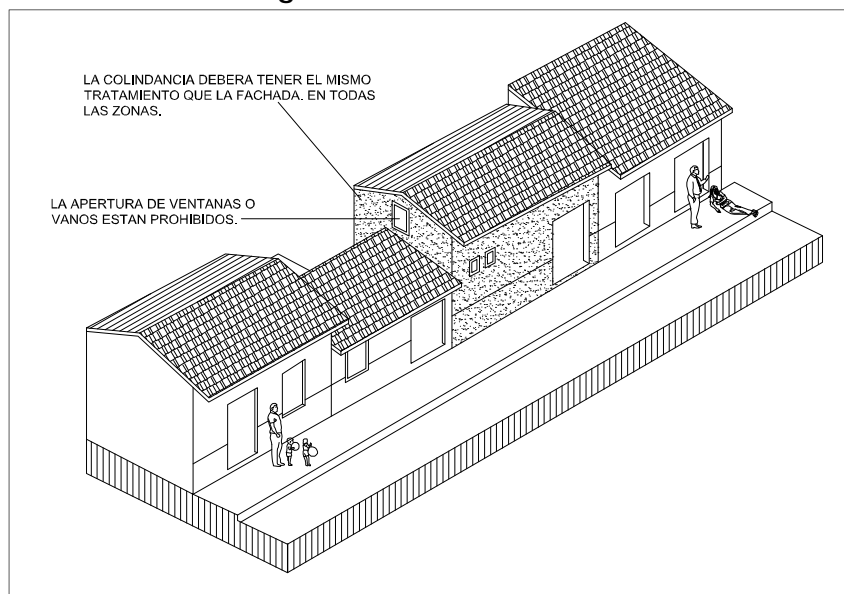 LA COLINDANCIA DEBERA TENER EL MISMO
TRATAMIENTO QUE LA FACHADA. EN TODAS
LAS ZONAS.
LA APERTURA DE VENTANAS O
VANOS ESTAN PROHIBIDOS.